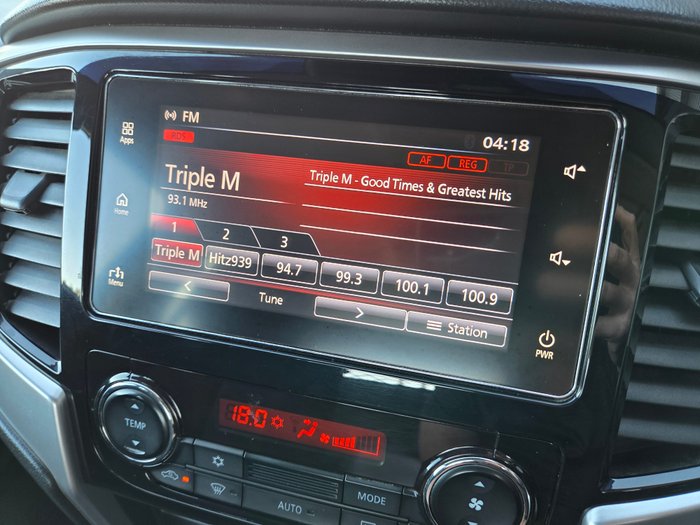 FM
Apps
04:18
RDS
AF REG TP
Triple M
Triple M - Good Times & Greatest Hits
93.1 MHz
Home
1 2 3
Triple M Hitz939 94.7 99.3 100.1 100.9
Menu
< Tune > Station
PWR
18.0
TEMP
AUTO
MODE